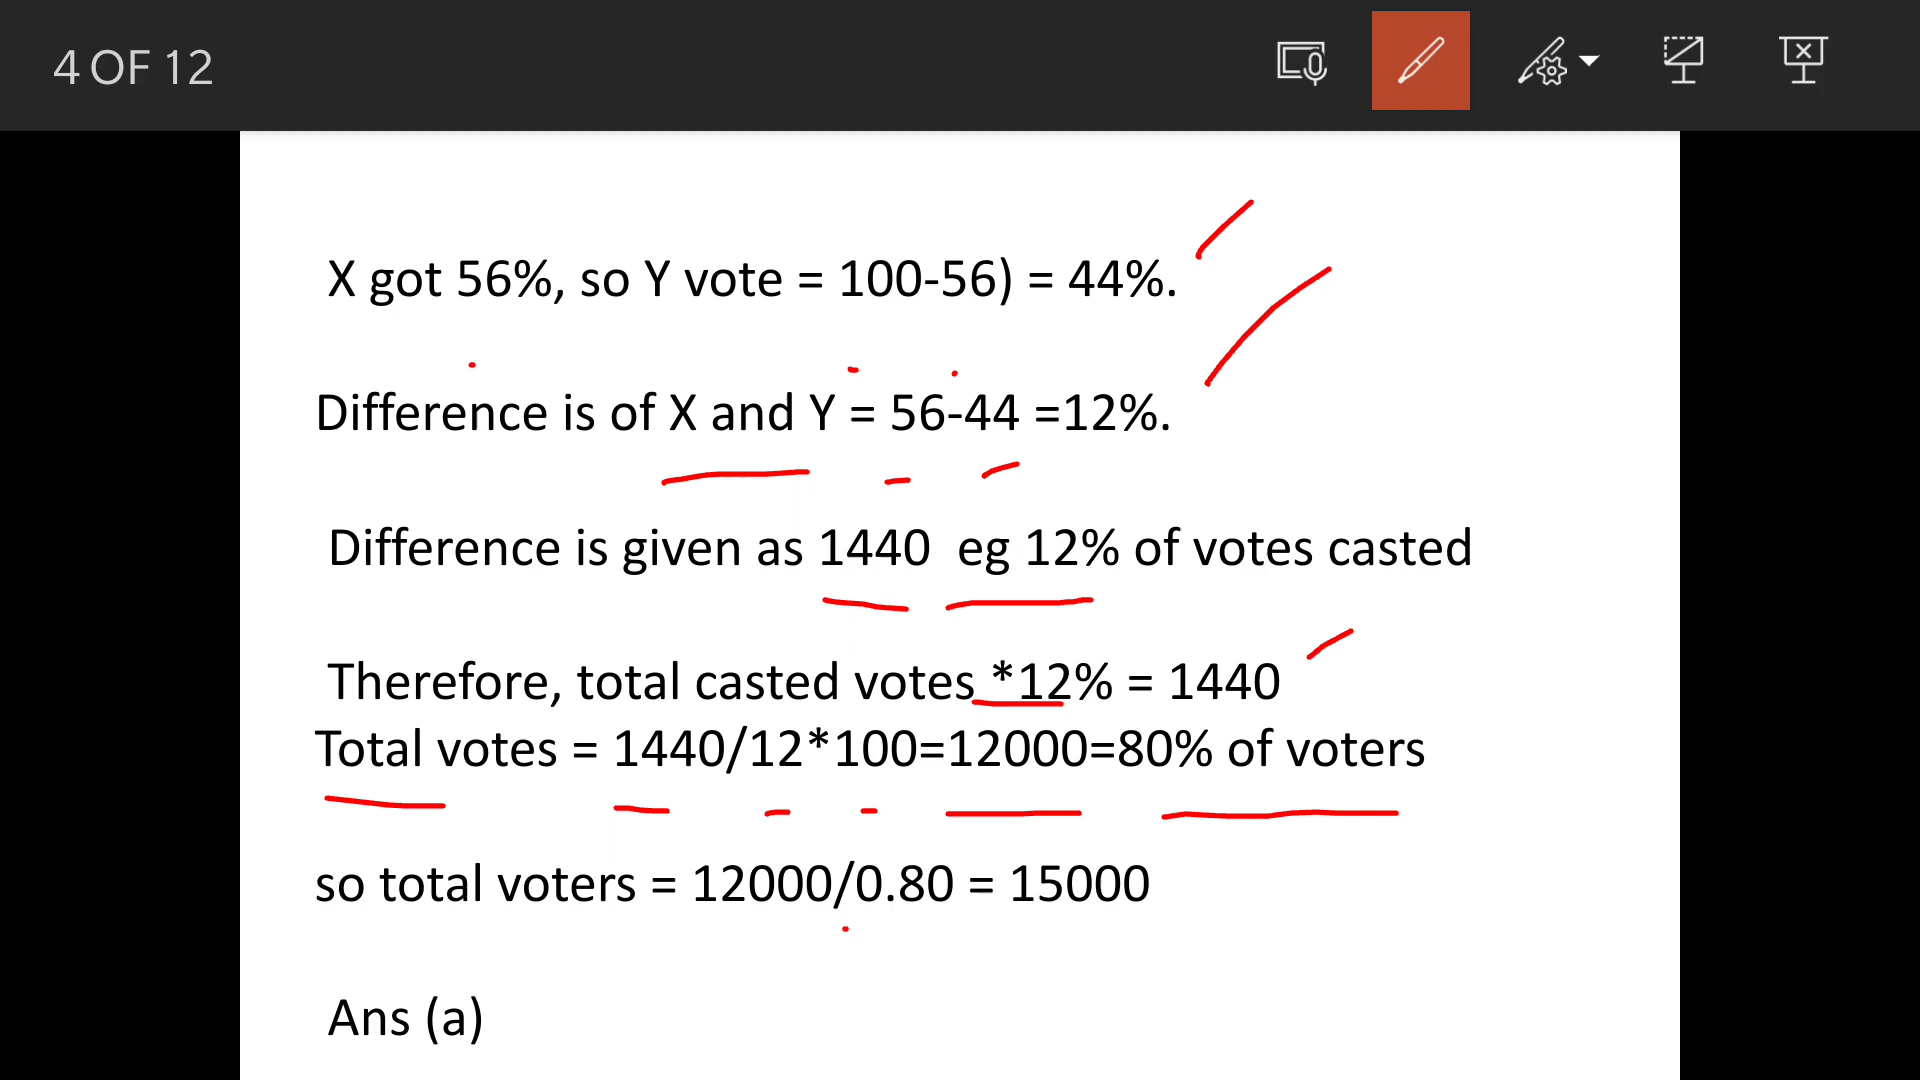 4 OF 12
X got 56%, so Y vote = 100-56) = 44%.
Difference is of X and Y = 56-44 =12%.
Difference is given as 1440  eg 12% of votes casted
Therefore, total casted votes *12% = 1440
Total votes = 1440/12*100=12000=80% of voters
so total voters = 12000/0.80 = 15000
Ans (a)